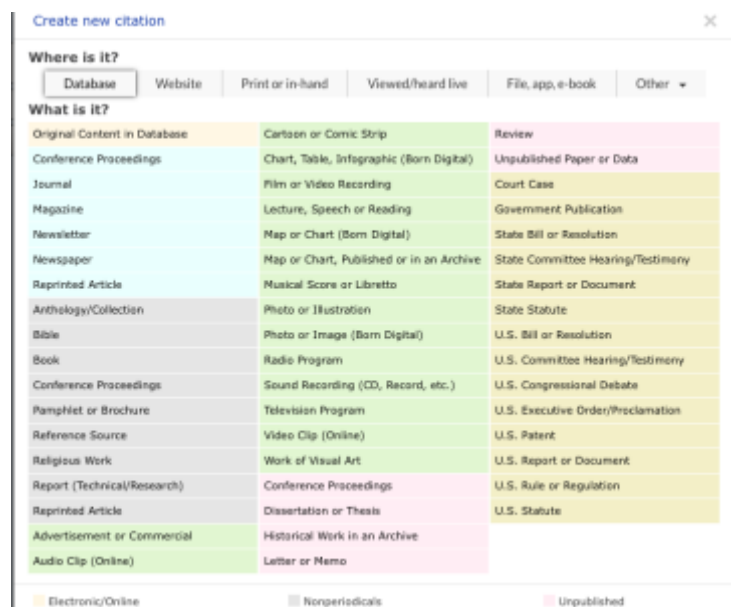 Create new citation ×
Where is it?
Database Website Print or in-hand Viewed/heard live File, app, e-book Other
What is it?
Original Content in Database
Conference Proceedings
Journal
Magazine
Newsletter
Newspaper
Reprinted Article
Anthology/Collection
Bible
Book
Conference Proceedings
Pamphlet or Brochure
Reference Source
Religious Work
Report (Technical/Research)
Reprinted Article
Advertisement or Commercial
Audio Clip (Online)
Cartoon or Comic Strip
Chart, Table, Infographic (Born Digital)
Film or Video Recording
Lecture, Speech or Reading
Map or Chart (Born Digital)
Map or Chart, Published or in an Archive
Musical Score or Libretto
Photo or Illustration
Photo or Image (Born Digital)
Radio Program
Sound Recording (CD, Record, etc.)
Television Program
Video Clip (Online)
Work of Visual Art
Conference Proceedings
Dissertation or Thesis
Historical Work in an Archive
Letter or Memo
Review
Unpublished Paper or Data
Court Case
Government Publication
State Bill or Resolution
State Committee Hearing/Testimony
State Report or Document
State Statute
U.S. Bill or Resolution
U.S. Committee Hearing/Testimony
U.S. Congressional Debate
U.S. Executive Order/Proclamation
U.S. Patent
U.S. Report or Document
U.S. Rule or Regulation
U.S. Statute
Electronic/Online Nonperiodicals Unpublished